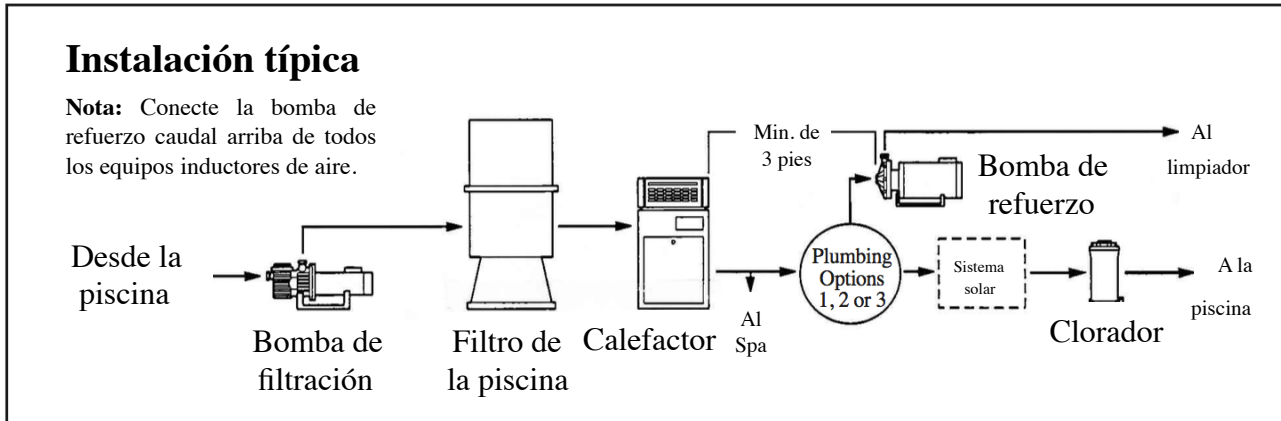 Instalación típica
Nota: Conecte la bomba de
refuerzo caudal arriba de todos
los equipos inductores de aire.
Min. de
3 pies
Al
limpiador
Bomba de
refuerzo
Desde la
piscina
Plumbing
Options
1, 2 or 3
Sistema
solar
A la
piscina
Al
Spa
Bomba de
filtración
Filtro de
la piscina
Calefactor
Clorador